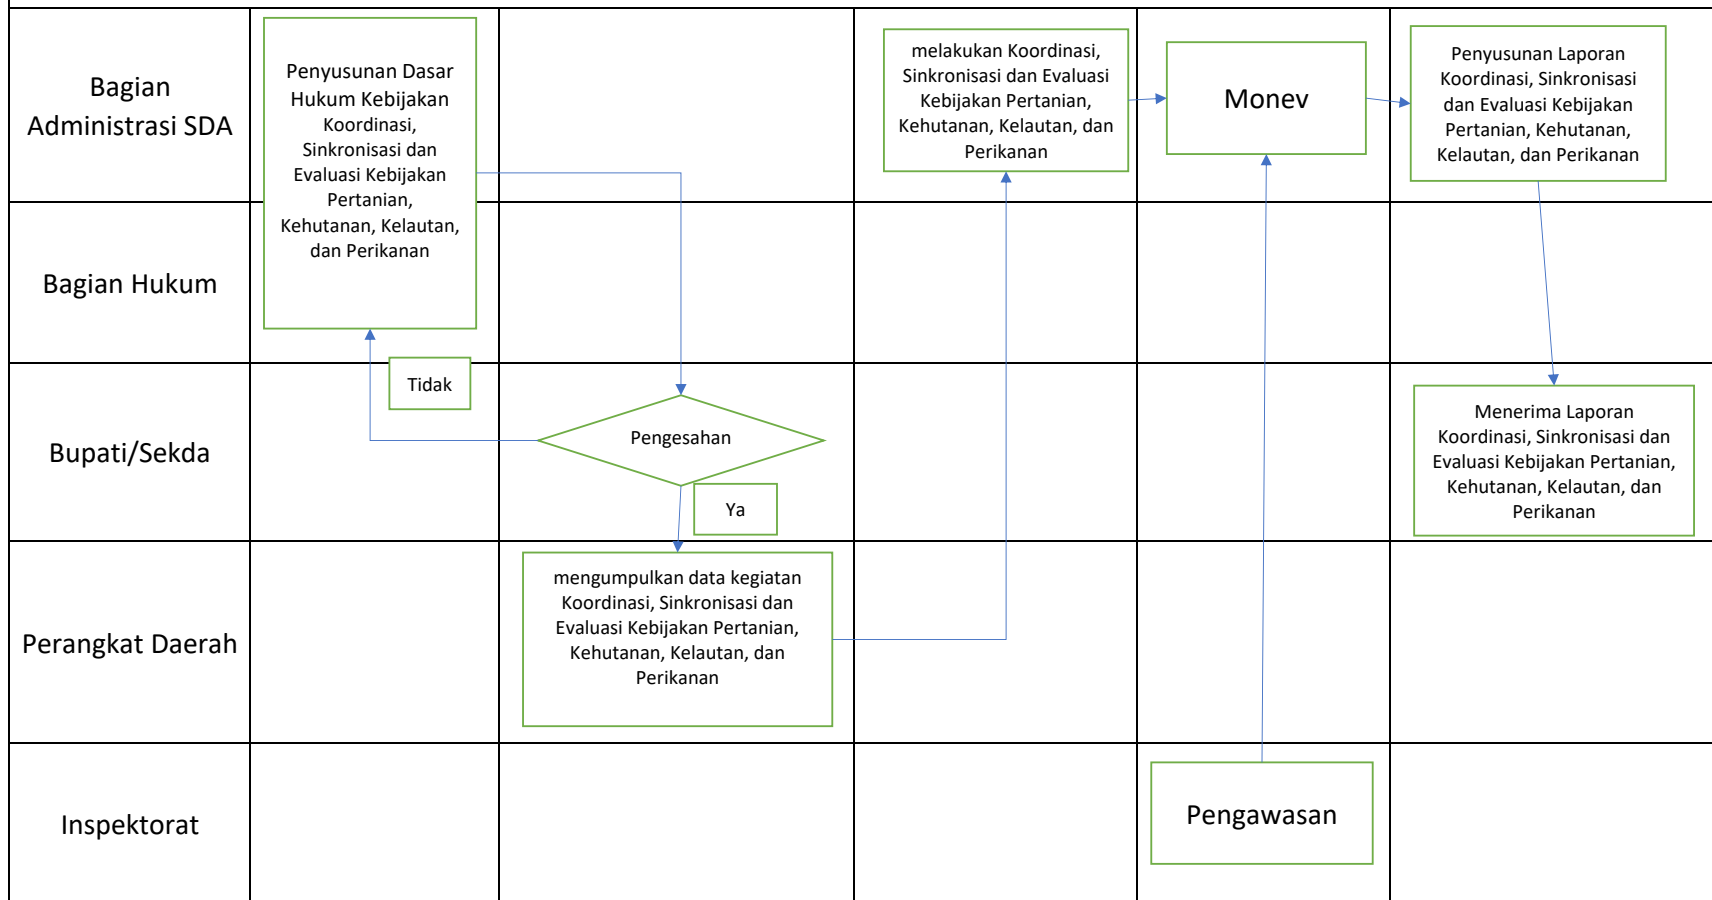 Bagian
Administrasi SDA
Penyusunan Dasar
Hukum Kebijakan
Koordinasi,
Sinkronisasi dan
Evaluasi Kebijakan
Pertanian,
Kehutanan, Kelautan,
dan Perikanan
melakukan Koordinasi,
Sinkronisasi dan Evaluasi
Kebijakan Pertanian,
Kehutanan, Kelautan, dan
Perikanan
Monev
Penyusunan Laporan
Koordinasi, Sinkronisasi
dan Evaluasi Kebijakan
Pertanian, Kehutanan,
Kelautan, dan Perikanan
Bagian Hukum
Tidak
Bupati/Sekda
Pengesahan
Ya
Menerima Laporan
Koordinasi, Sinkronisasi dan
Evaluasi Kebijakan Pertanian,
Kehutanan, Kelautan, dan
Perikanan
Perangkat Daerah
mengumpulkan data kegiatan
Koordinasi, Sinkronisasi dan
Evaluasi Kebijakan Pertanian,
Kehutanan, Kelautan, dan
Perikanan
Inspektorat
Pengawasan